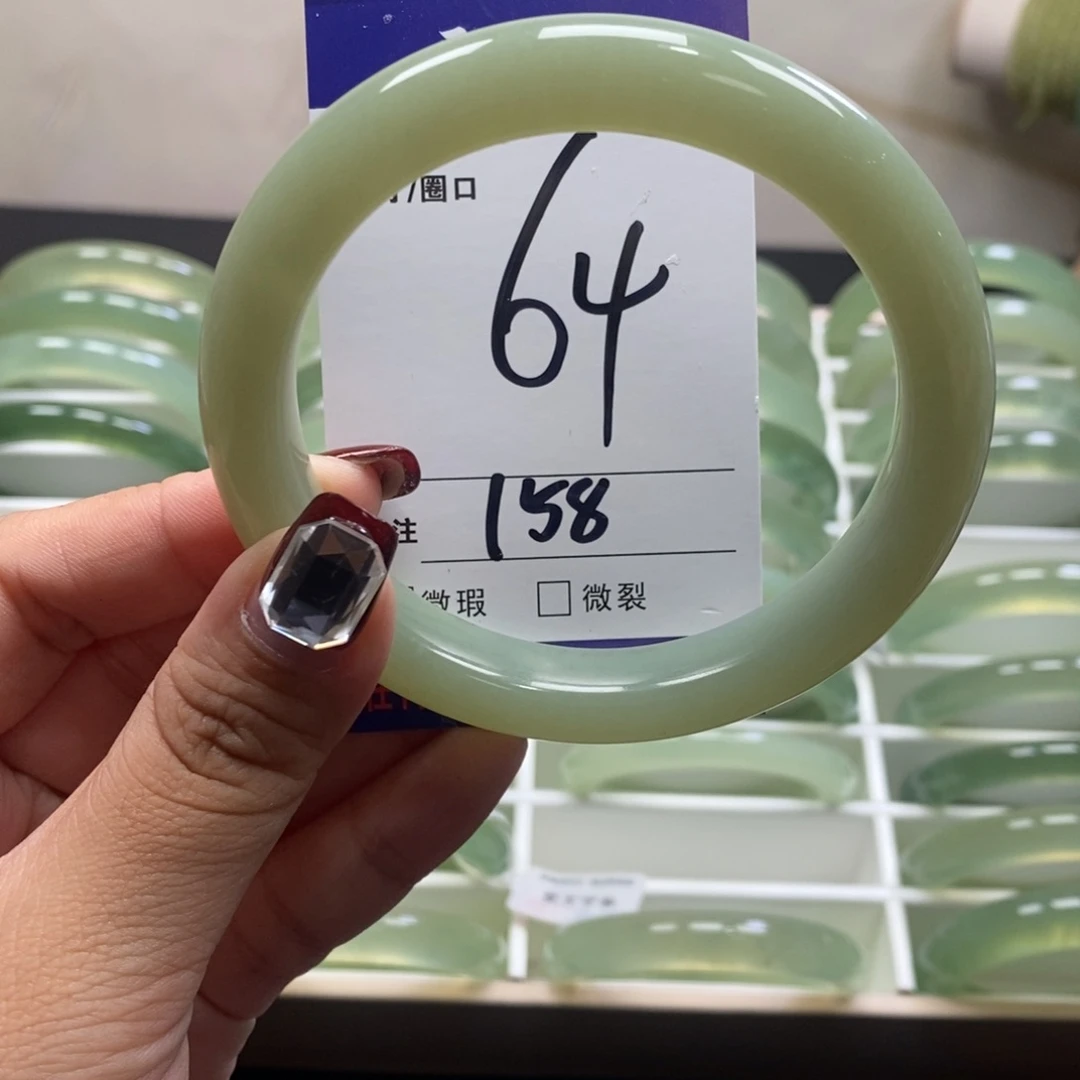 /圈口
64
注 158
微瑕 □ 微裂